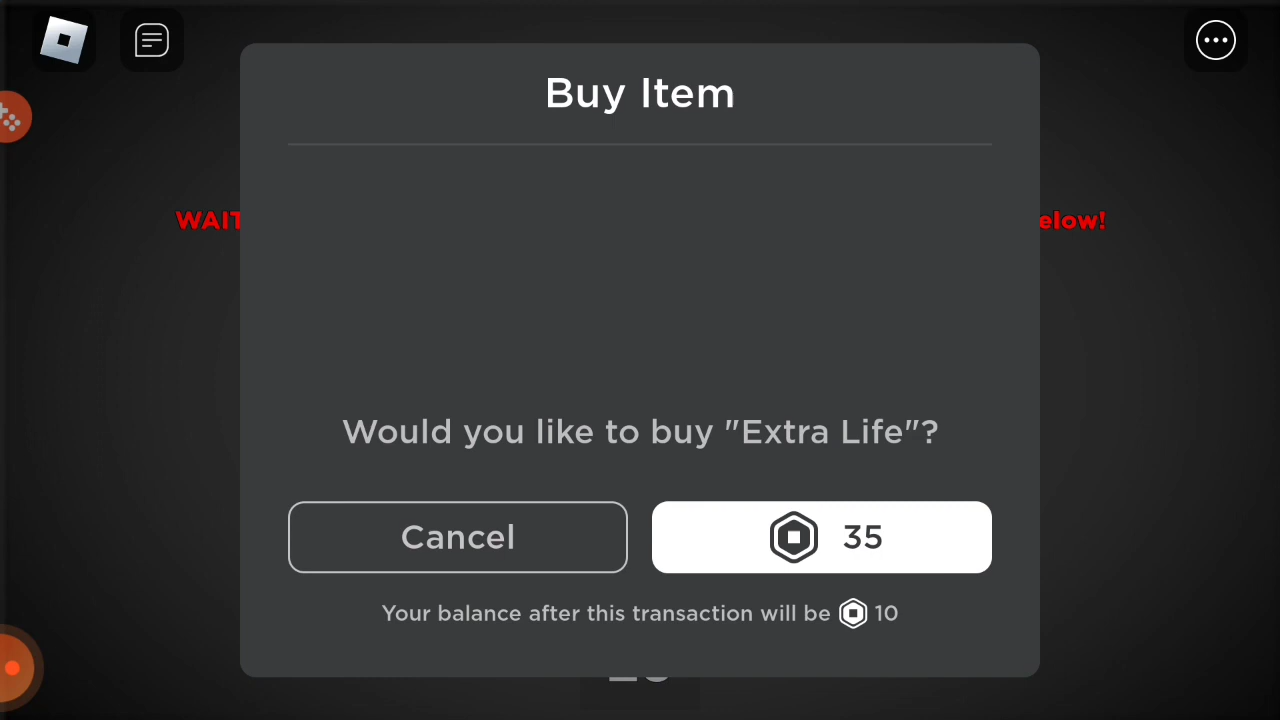 Buy Item
WAIT
elow!
Would you like to buy "Extra Life"?
Cancel
35
Your balance after this transaction will be 10